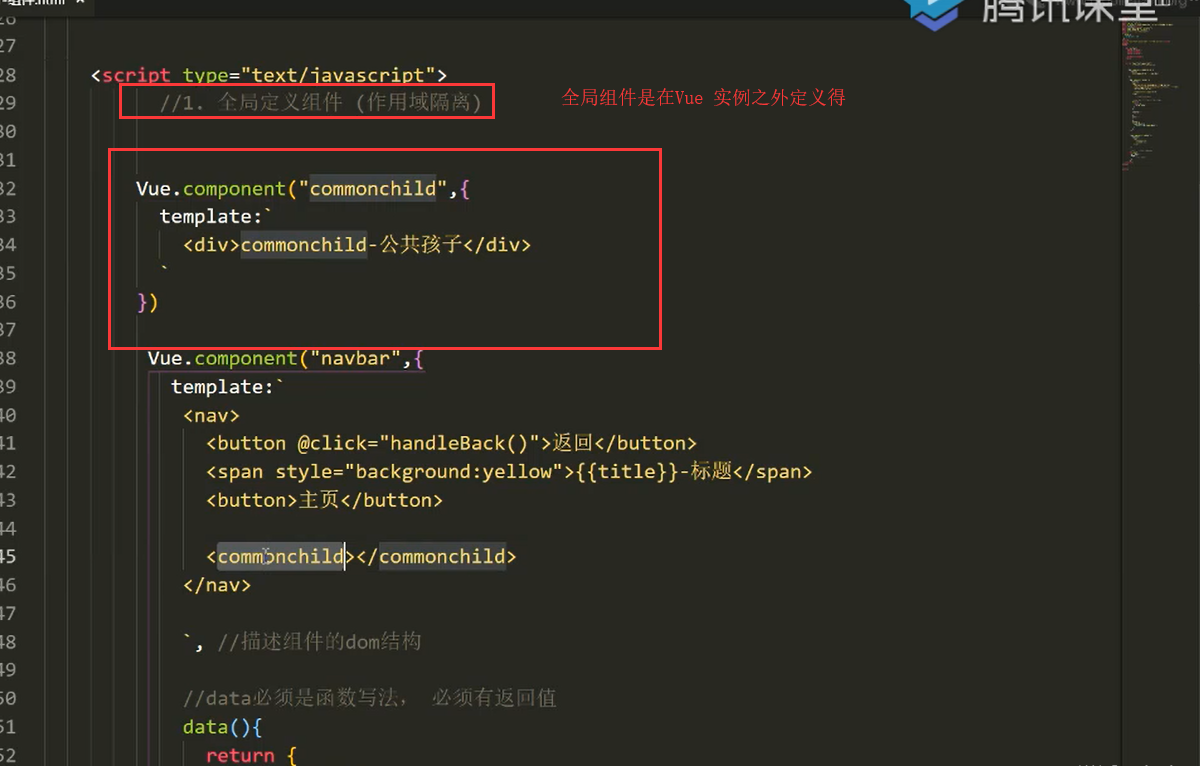 -组件.html ×
腾讯课堂
27
28 <script type="text/javascript">
29 //1. 全局定义组件 (作用域隔离) 全局组件是在Vue 实例之外定义得
30
31
32 Vue.component("commonchild",{
33 template:`
34 <div>commonchild-公共孩子</div>
35 `
36 })
37
38 Vue.component("navbar",{
39 template:`
40 <nav>
41 <button @click="handleBack()">返回</button>
42 <span style="background:yellow">{{title}}-标题</span>
43 <button>主页</button>
44
45 <commonchild></commonchild>
46 </nav>
47
48 `, //描述组件的dom结构
49
50 //data必须是函数写法， 必须有返回值
51 data(){
52 return {